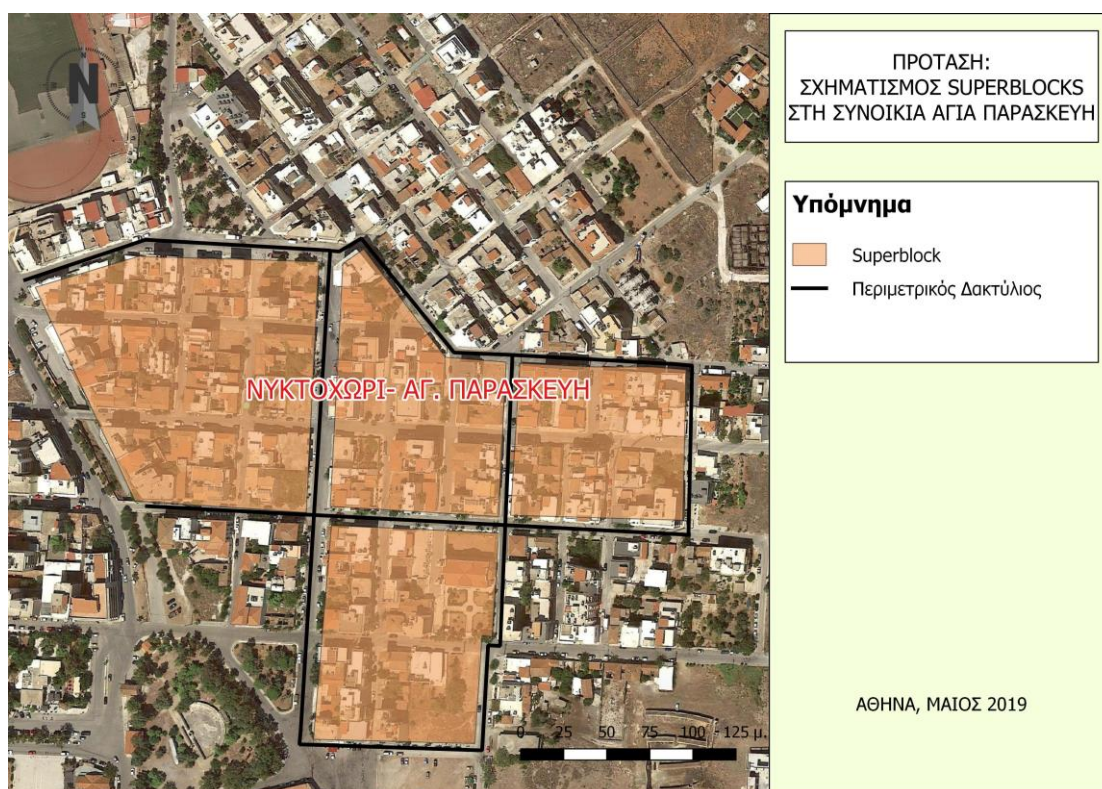 N
S
ΠΡΟΤΑΣΗ:
ΣΧΗΜΑΤΙΣΜΟΣ SUPERBLOCKS
ΣΤΗ ΣΥΝΟΙΚΙΑ ΑΓΙΑ ΠΑΡΑΣΚΕΥΗ
Υπόμνημα
Superblock
Περιμετρικός Δακτύλιος
ΝΥΚΤΟΧΩΡΙ- ΑΓ. ΠΑΡΑΣΚΕΥΗ
0 25 50 75 100 125 μ.
ΑΘΗΝΑ, ΜΑΙΟΣ 2019